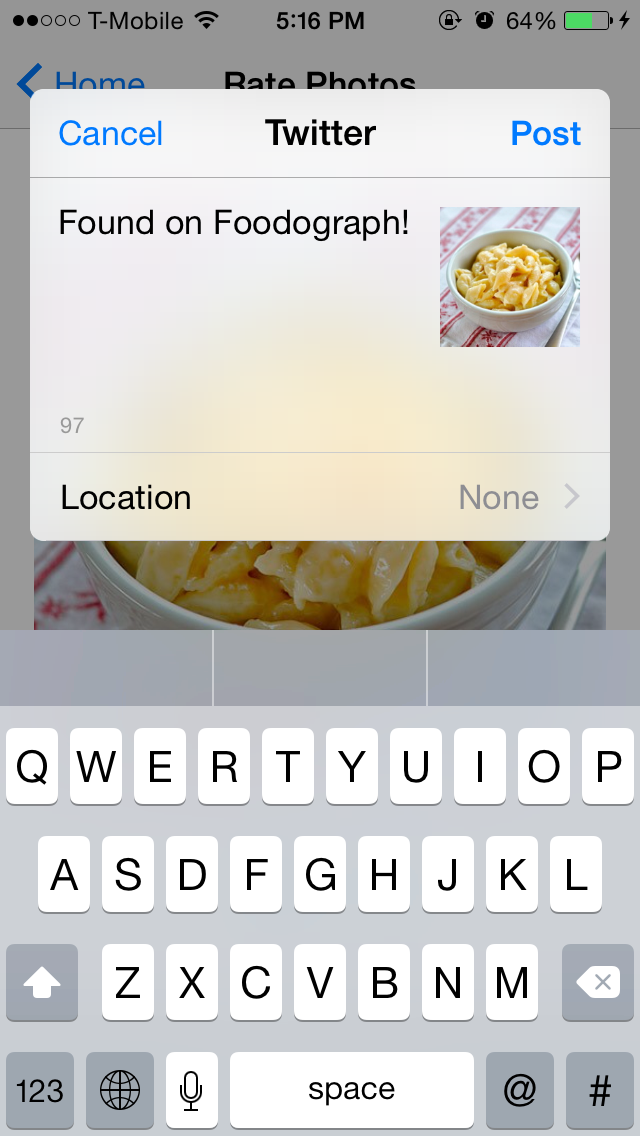 T-Mobile 5:16 PM 64%
Home Rate Photos
Cancel Twitter Post
Found on Foodograph!
97
Location None
Q W E R T Y U I O P
A S D F G H J K L
Z X C V B N M
123 space @ #